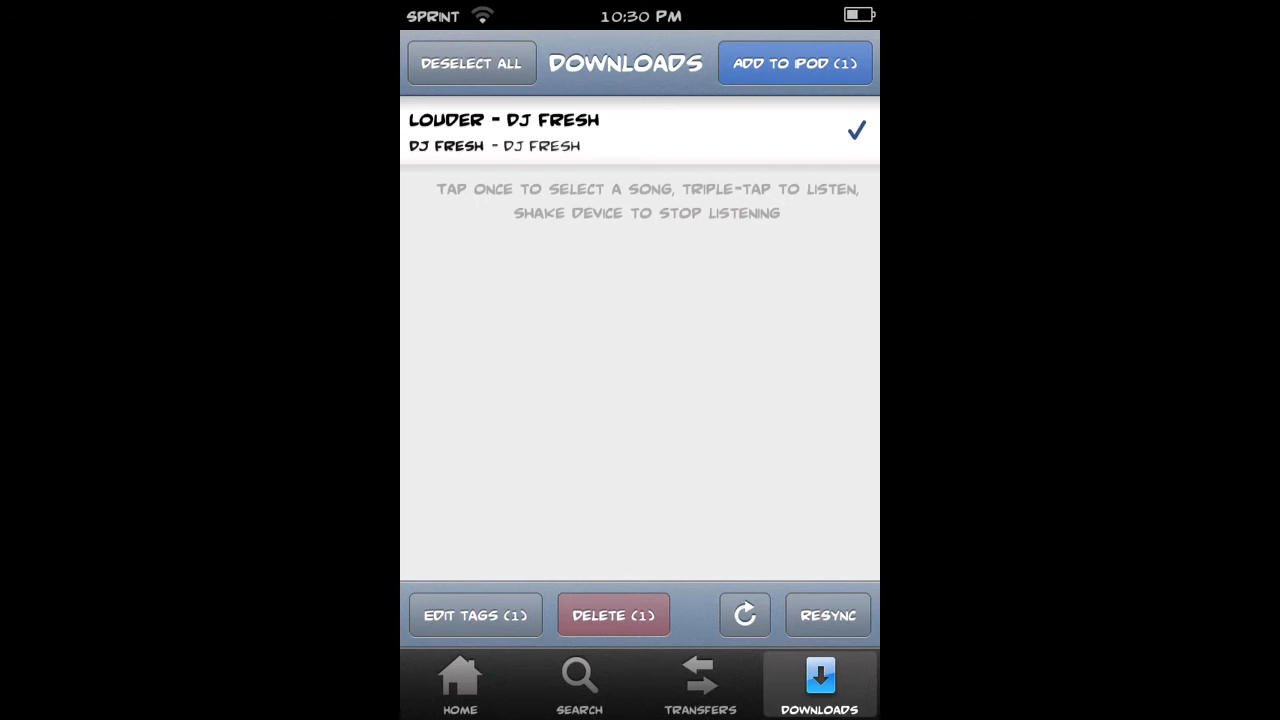 SPRINT 10:30 PM
DESELECT ALL DOWNLOADS ADD TO IPOD (1)
LOUDER - DJ FRESH
DJ FRESH - DJ FRESH
TAP ONCE TO SELECT A SONG, TRIPLE-TAP TO LISTEN,
SHAKE DEVICE TO STOP LISTENING
EDIT TAGS (1) DELETE (1) RESYNC
HOME SEARCH TRANSFERS DOWNLOADS